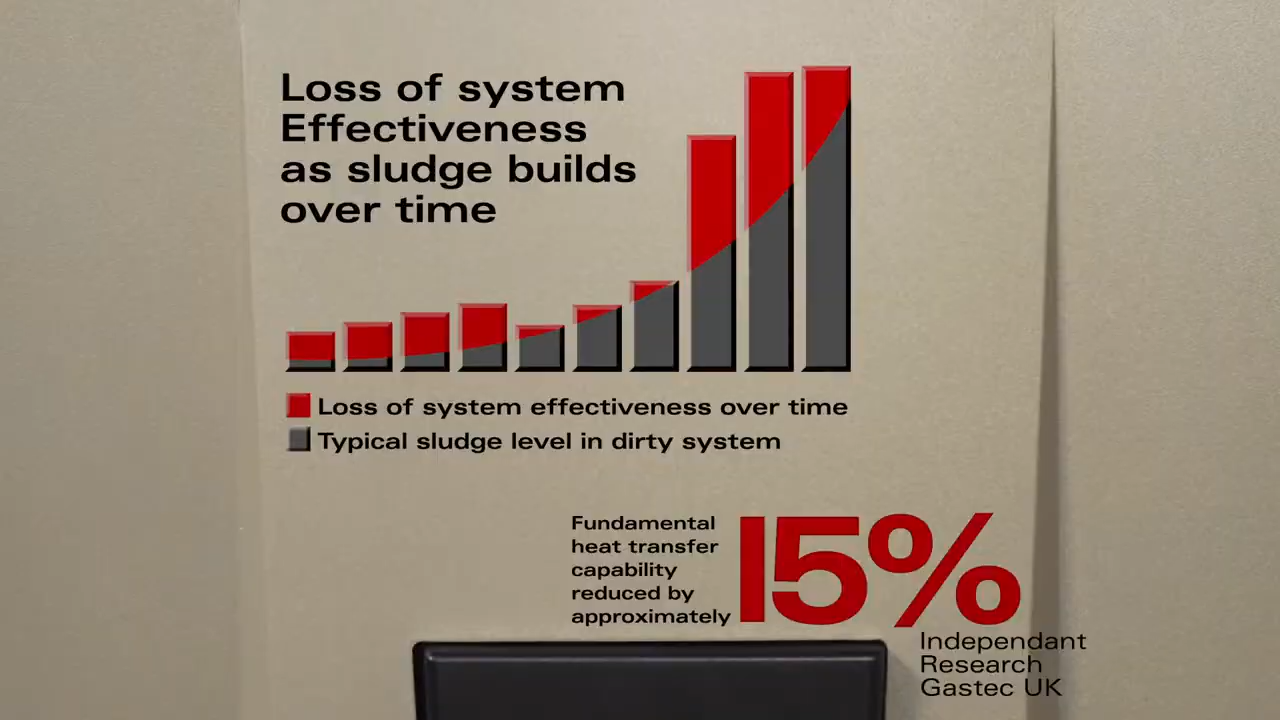 Loss of system
Effectiveness
as sludge builds
over time
Loss of system effectiveness over time
Typical sludge level in dirty system
Fundamental
heat transfer
capability
reduced by
approximately
15%
Independant
Research
Gastec UK